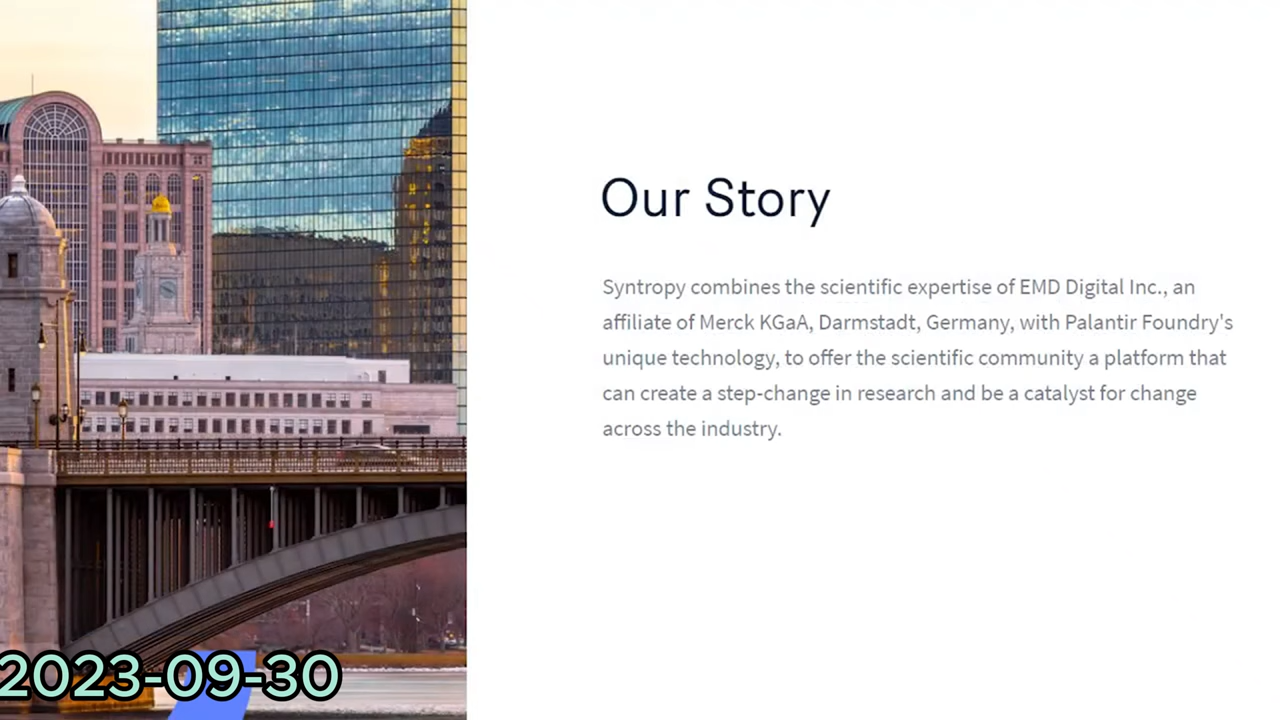 Our Story
Syntropy combines the scientific expertise of EMD Digital Inc., an
affiliate of Merck KGaA, Darmstadt, Germany, with Palantir Foundry's
unique technology, to offer the scientific community a platform that
can create a step-change in research and be a catalyst for change
across the industry.
2023-09-30